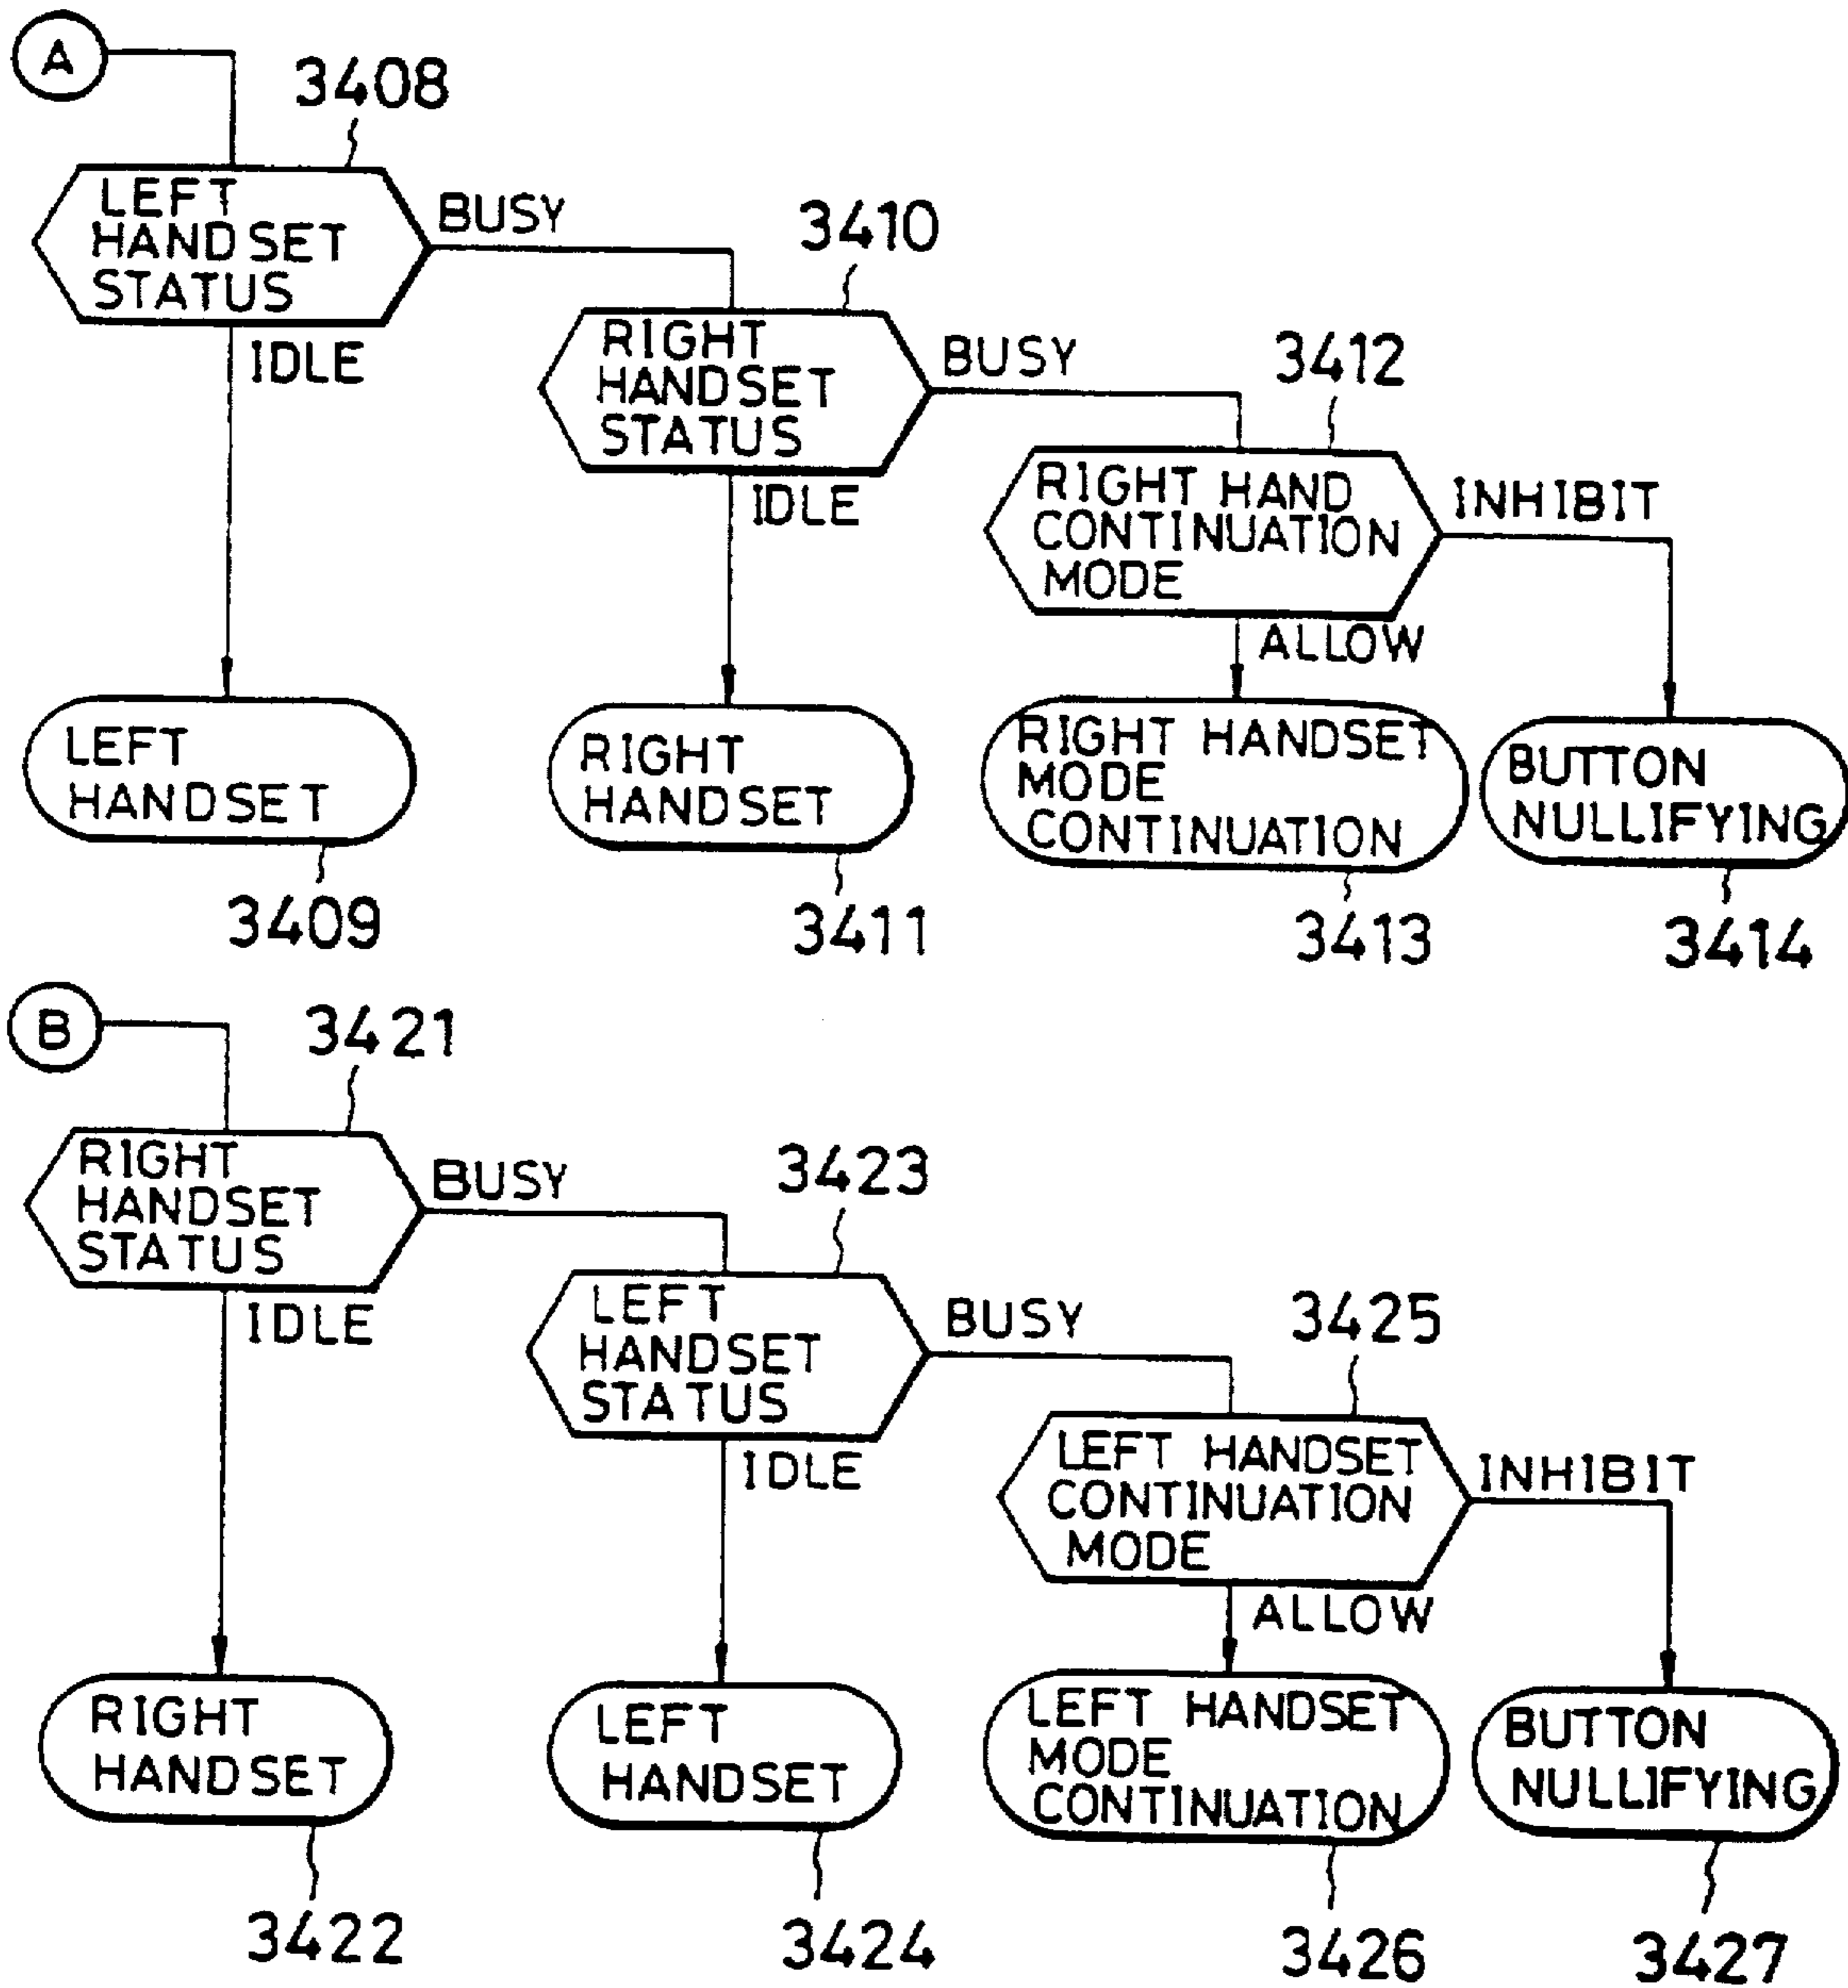 A
3408
LEFT
HANDSET
STATUS
BUSY
IDLE
3410
RIGHT
HANDSET
STATUS
BUSY
IDLE
3412
RIGHT HAND
CONTINUATION
MODE
INHIBIT
ALLOW
LEFT
HANDSET
3409
RIGHT
HANDSET
3411
RIGHT HANDSET
MODE
CONTINUATION
3413
BUTTON
NULLIFYING
3414
B
3421
RIGHT
HANDSET
STATUS
BUSY
IDLE
3423
LEFT
HANDSET
STATUS
BUSY
IDLE
3425
LEFT HANDSET
CONTINUATION
MODE
INHIBIT
ALLOW
RIGHT
HANDSET
3422
LEFT
HANDSET
3424
LEFT HANDSET
MODE
CONTINUATION
3426
BUTTON
NULLIFYING
3427